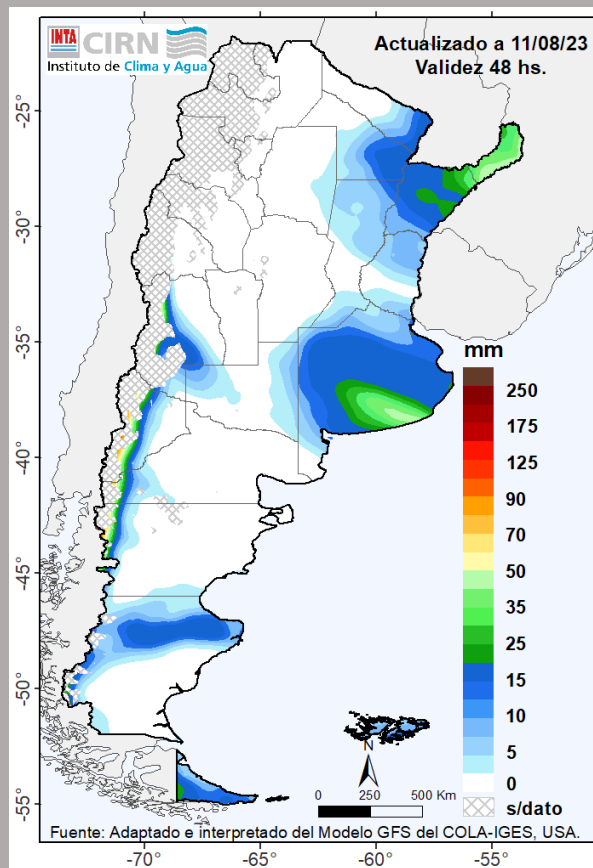 INTA CIRN
Instituto de Clima y Agua
Actualizado a 11/08/23
Validez 48 hs.
-25°
-30°
-35°
-40°
-45°
-50°
-55°
mm
250
175
125
90
70
50
35
25
15
10
5
0
s/dato
N
0 250 500 Km
Fuente: Adaptado e interpretado del Modelo GFS del COLA-IGES, USA.
-70° -65° -60° -55°